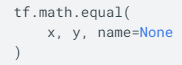 tf.math.equal(
    x, y, name=None
)